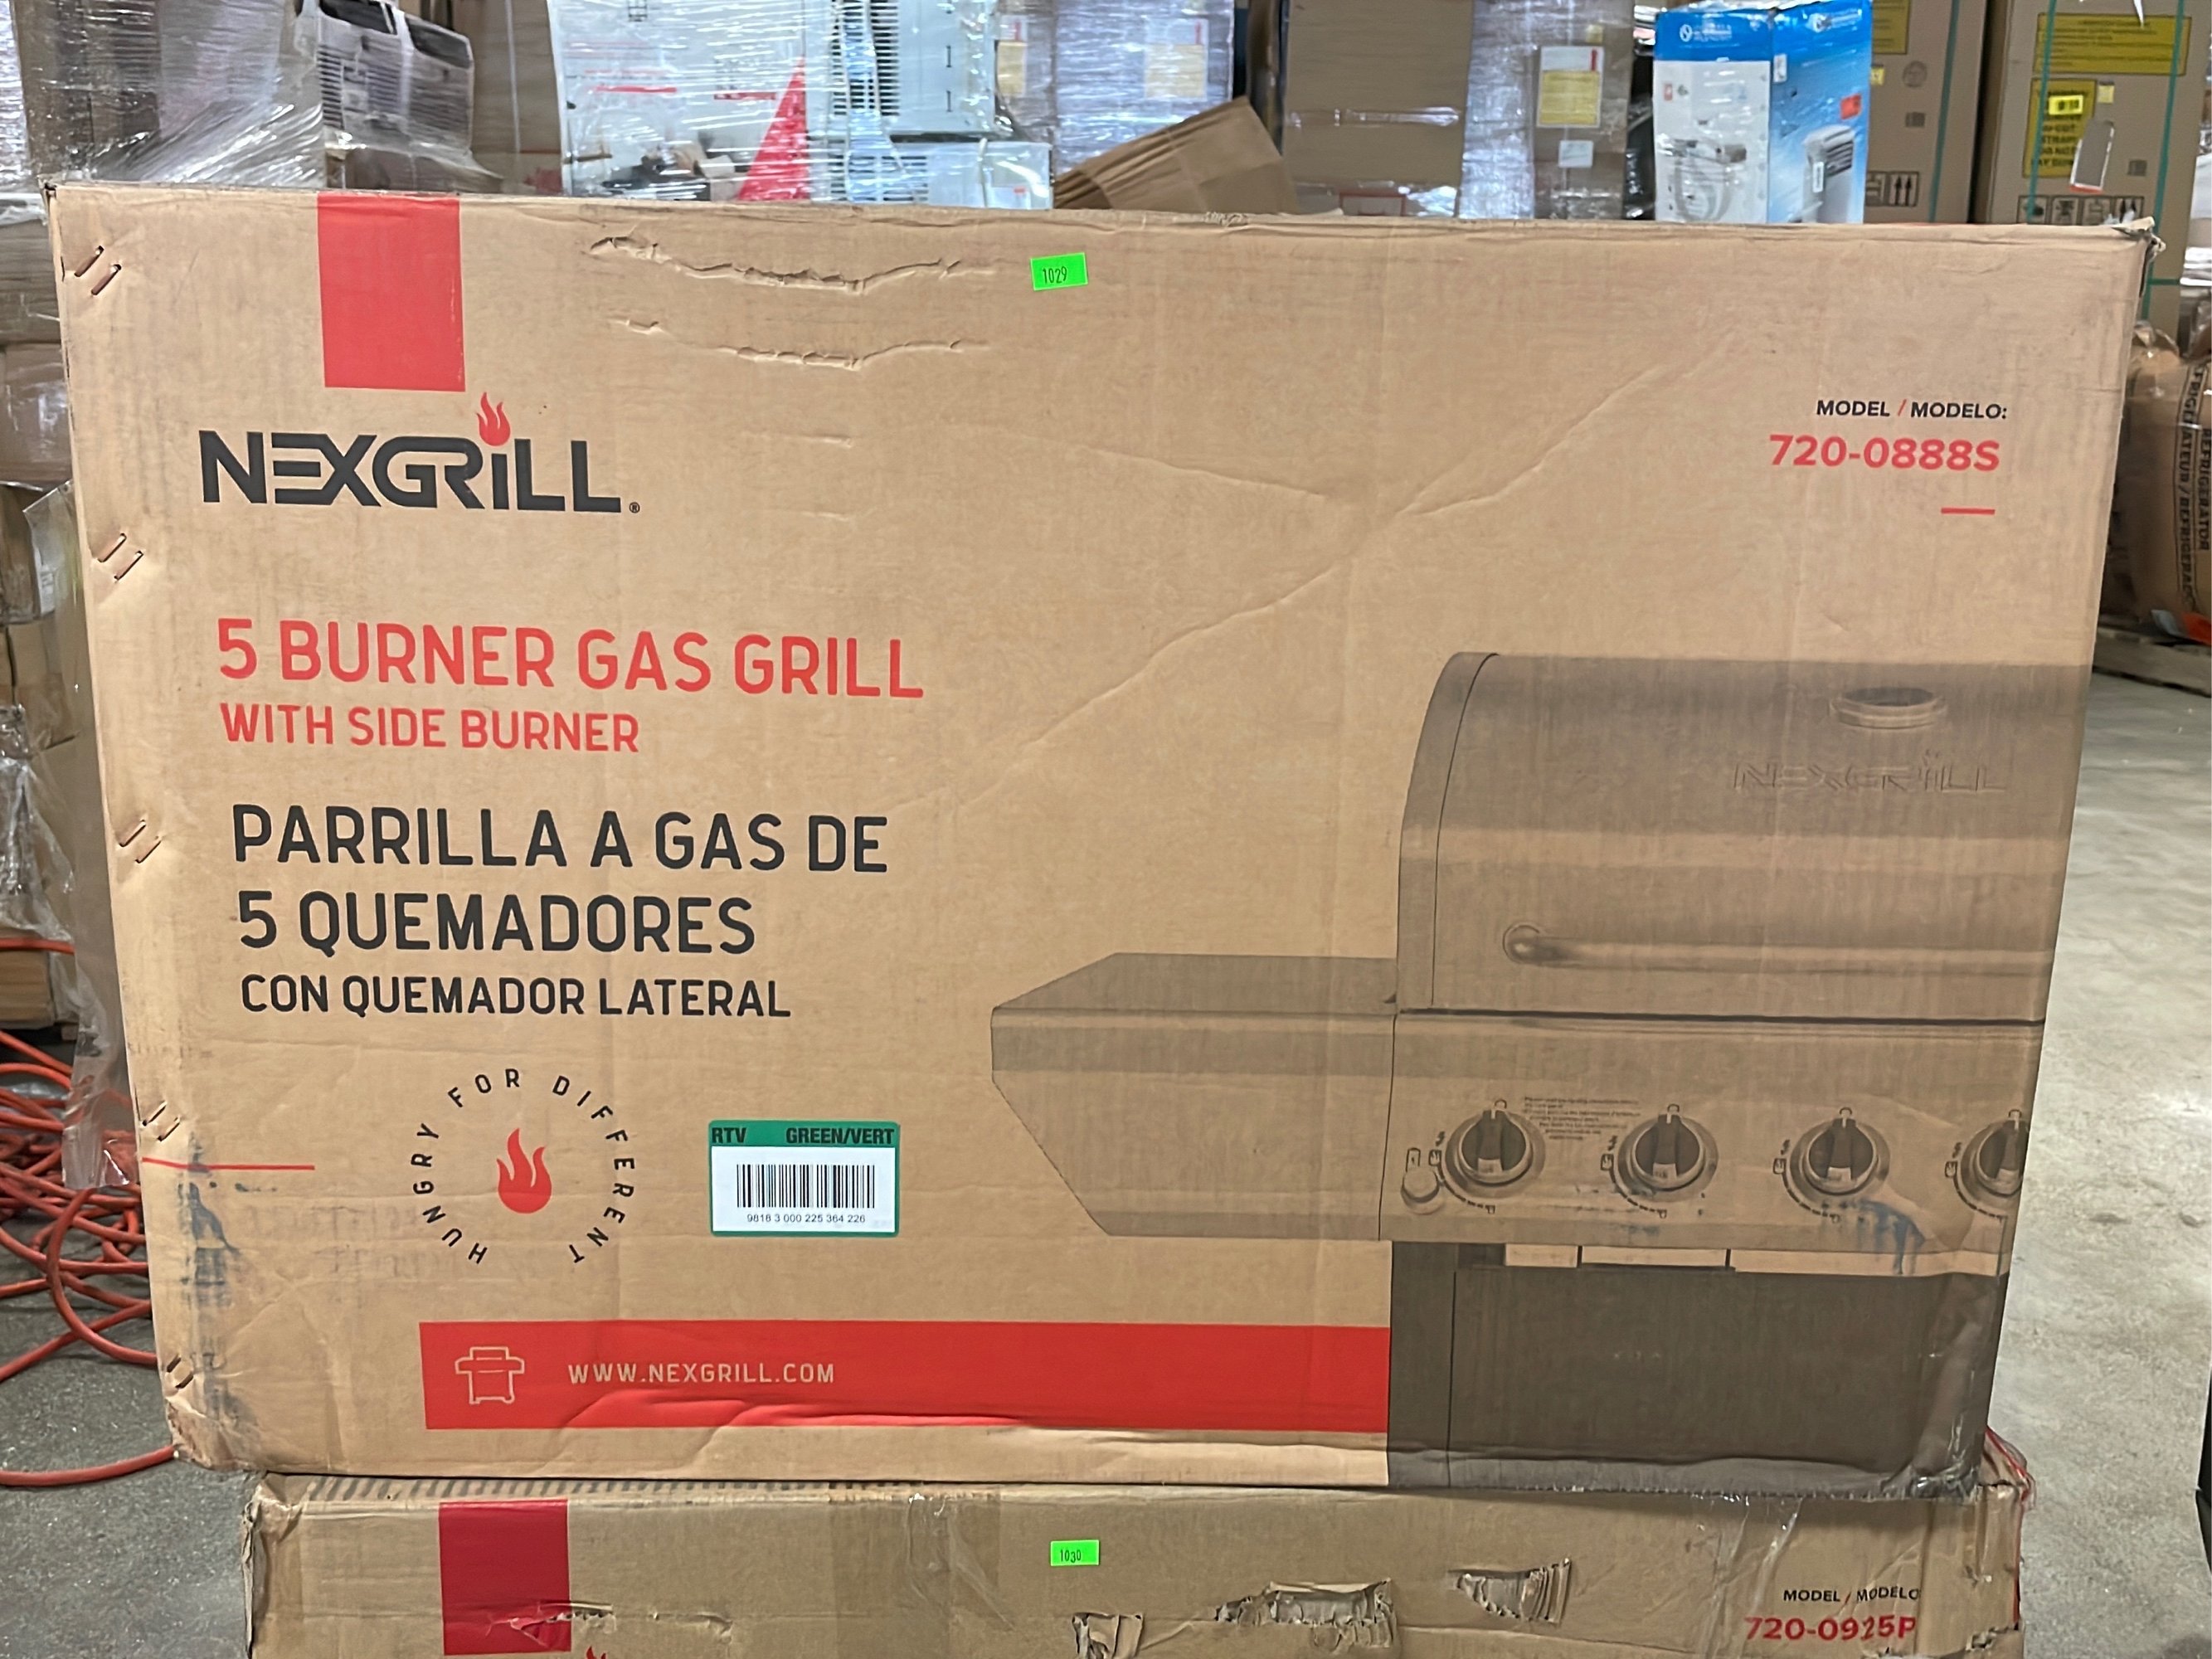 1029
NEXGRILL®
MODEL / MODELO:
720-0888S
5 BURNER GAS GRILL
WITH SIDE BURNER
PARRILLA A GAS DE
5 QUEMADORES
CON QUEMADOR LATERAL
NEXGRILL
HUNGRY FOR DIFFERENT
RTV GREEN/VERT
9818 3 000 225 364 226
WWW.NEXGRILL.COM
1030
MODEL / MODELO
720-0925P